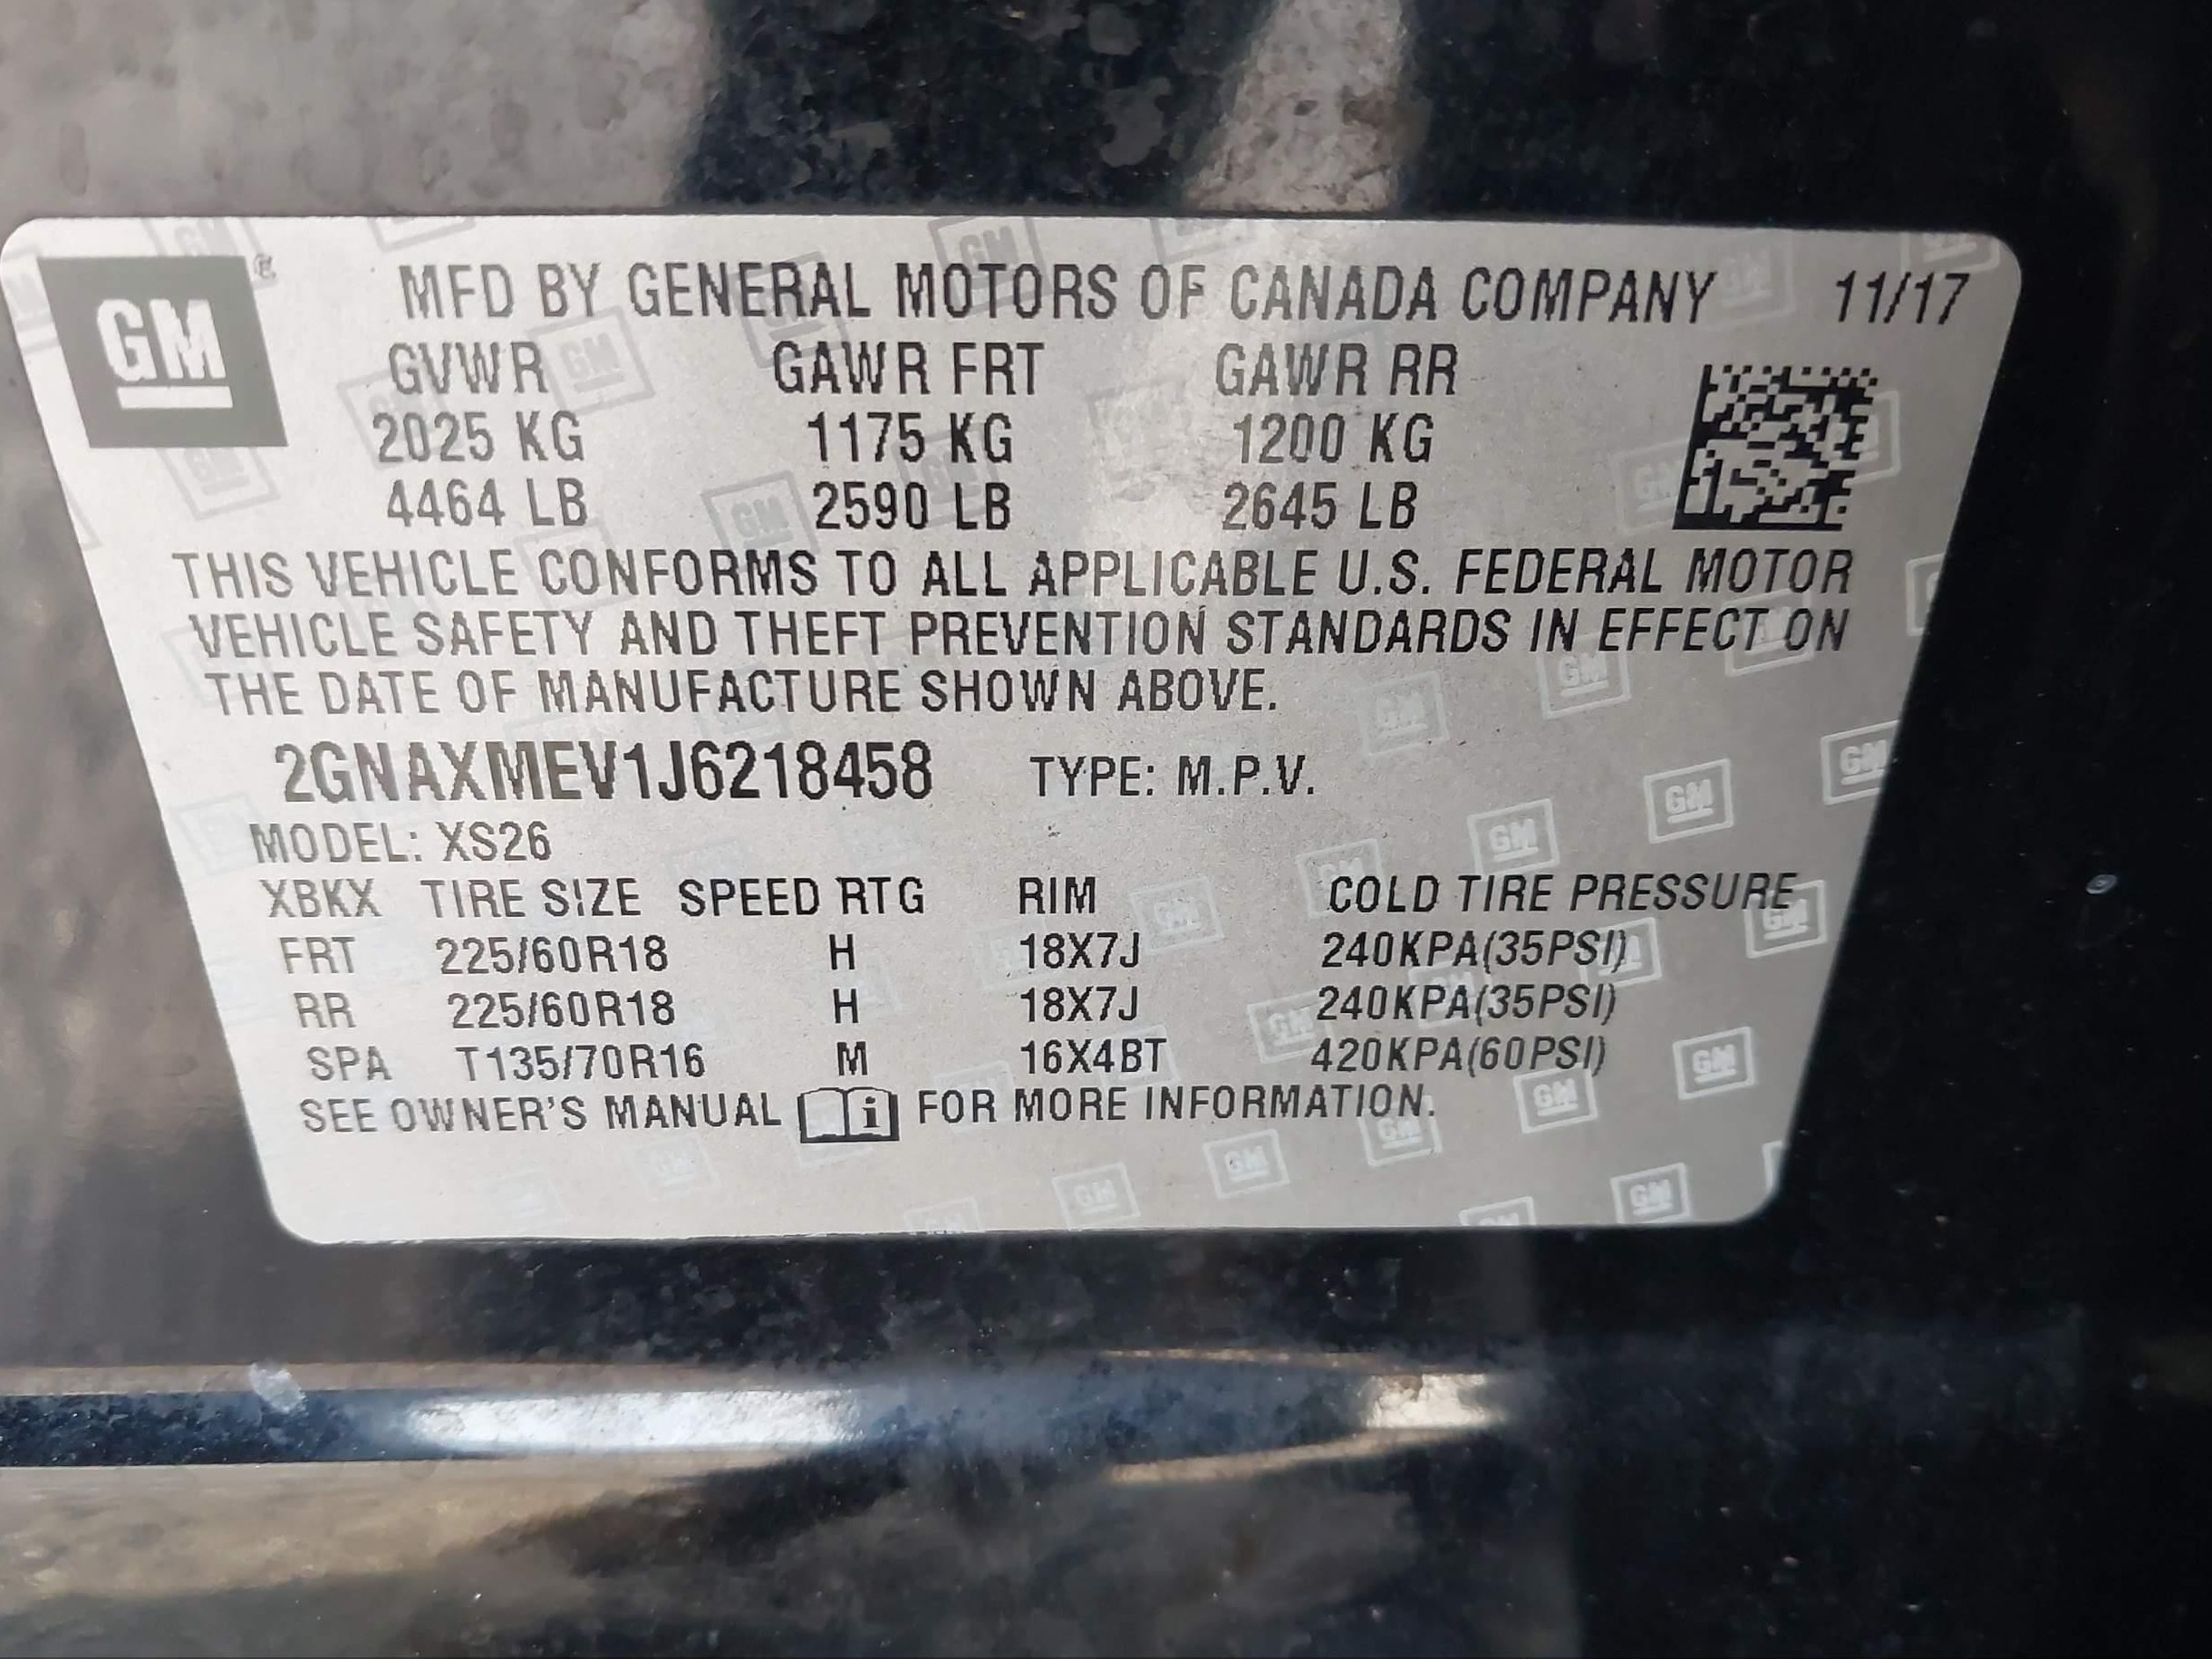 GM
MFD BY GENERAL MOTORS OF CANADA COMPANY 11/17
GVWR GAWR FRT GAWR RR
2025 KG 1175 KG 1200 KG
4464 LB 2590 LB 2645 LB
THIS VEHICLE CONFORMS TO ALL APPLICABLE U.S. FEDERAL MOTOR
VEHICLE SAFETY AND THEFT PREVENTION STANDARDS IN EFFECT ON
THE DATE OF MANUFACTURE SHOWN ABOVE.
2GNAXMEV1J6218458 TYPE: M.P.V.
MODEL: XS26
XBKX TIRE SIZE SPEED RTG RIM COLD TIRE PRESSURE
FRT 225/60R18 H 18X7J 240KPA(35PSI)
RR 225/60R18 H 18X7J 240KPA(35PSI)
SPA T135/70R16 M 16X4BT 420KPA(60PSI)
SEE OWNER'S MANUAL i FOR MORE INFORMATION.